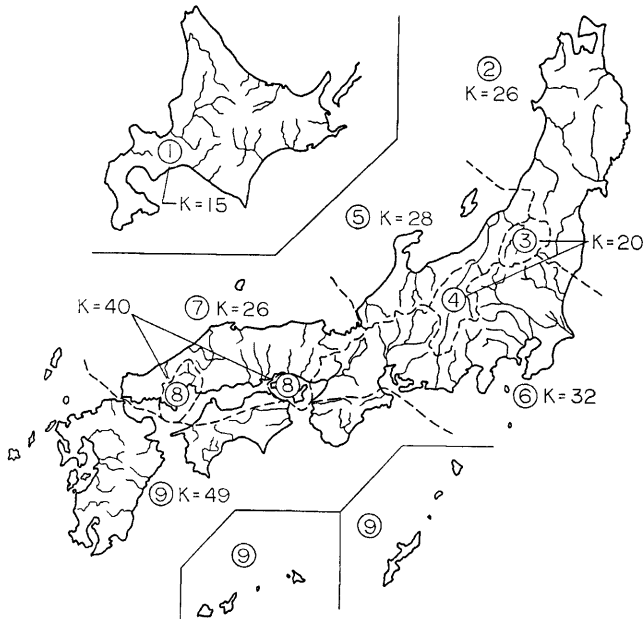 ①
K=15
②
K=26
③
K=20
④
⑤ K=28
⑦ K=26
K=40
⑧
⑧
⑥ K=32
⑨ K=49
⑨
⑨